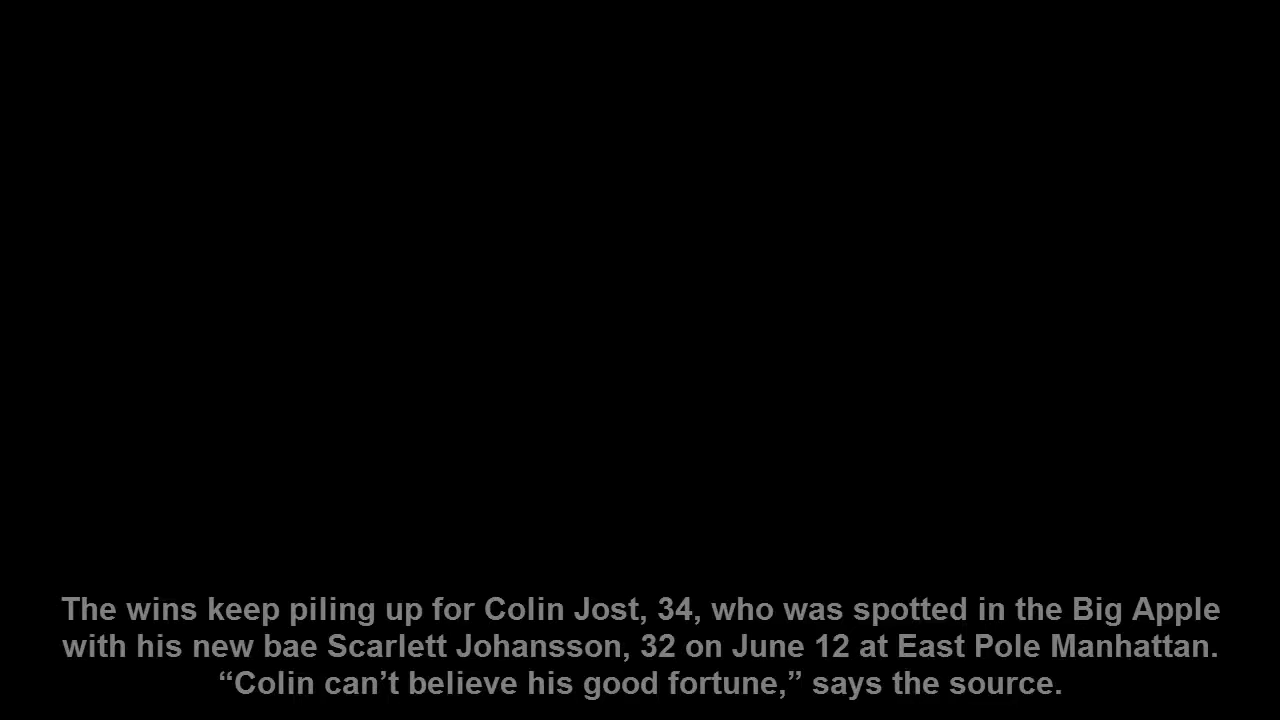 The wins keep piling up for Colin Jost, 34, who was spotted in the Big Apple
with his new bae Scarlett Johansson, 32 on June 12 at East Pole Manhattan.
“Colin can’t believe his good fortune,” says the source.